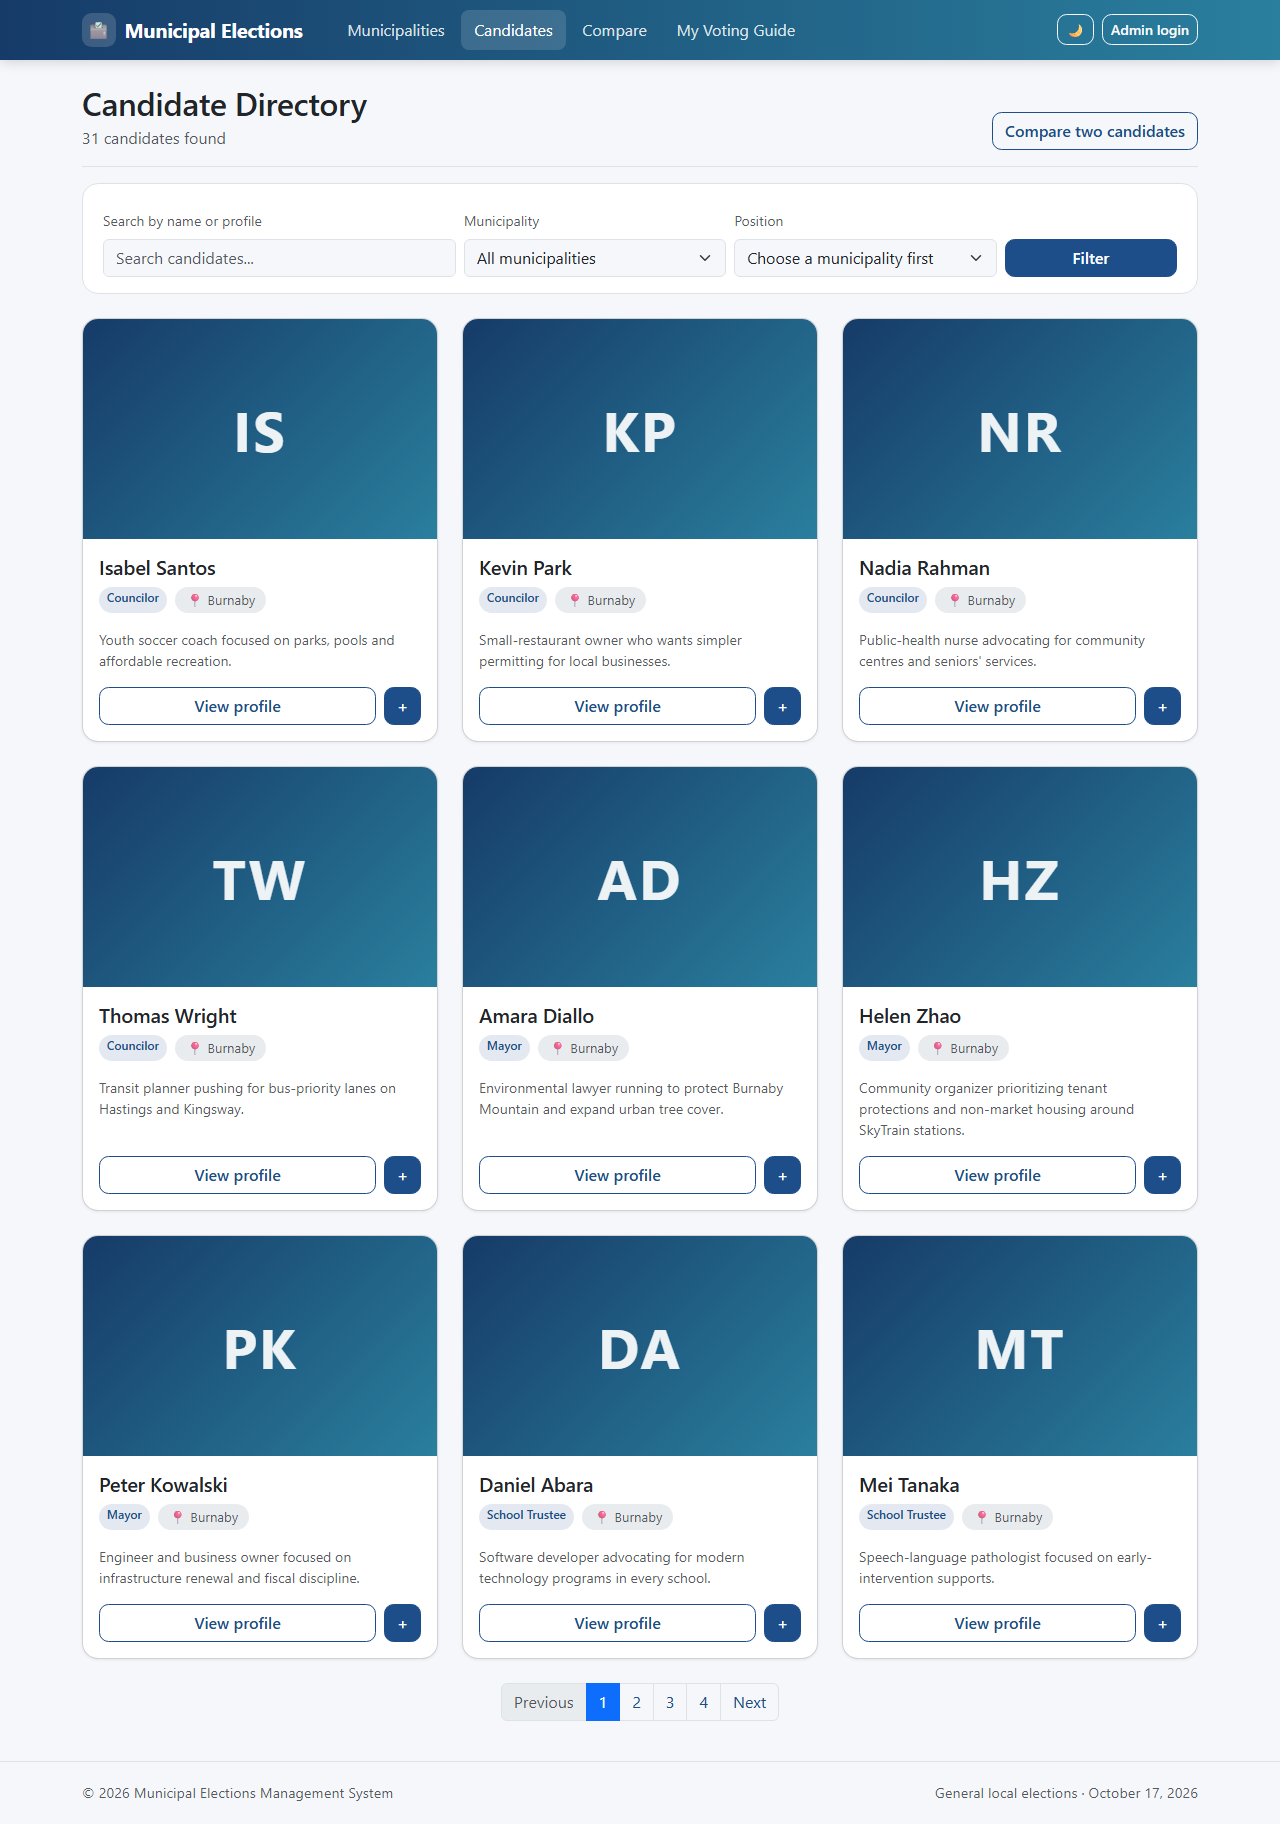 Municipal Elections
Municipalities
Candidates
Compare
My Voting Guide
Admin login
Candidate Directory
31 candidates found
Compare two candidates
Search by name or profile
Municipality
Position
Search candidates...
All municipalities
Choose a municipality first
Filter
IS
Isabel Santos
Councilor
Burnaby
Youth soccer coach focused on parks, pools and
affordable recreation.
View profile
+
KP
Kevin Park
Councilor
Burnaby
Small-restaurant owner who wants simpler
permitting for local businesses.
View profile
+
NR
Nadia Rahman
Councilor
Burnaby
Public-health nurse advocating for community
centres and seniors' services.
View profile
+
TW
Thomas Wright
Councilor
Burnaby
Transit planner pushing for bus-priority lanes on
Hastings and Kingsway.
View profile
+
AD
Amara Diallo
Mayor
Burnaby
Environmental lawyer running to protect Burnaby
Mountain and expand urban tree cover.
View profile
+
HZ
Helen Zhao
Mayor
Burnaby
Community organizer prioritizing tenant
protections and non-market housing around
SkyTrain stations.
View profile
+
PK
Peter Kowalski
Mayor
Burnaby
Engineer and business owner focused on
infrastructure renewal and fiscal discipline.
View profile
+
DA
Daniel Abara
School Trustee
Burnaby
Software developer advocating for modern
technology programs in every school.
View profile
+
MT
Mei Tanaka
School Trustee
Burnaby
Speech-language pathologist focused on early-
intervention supports.
View profile
+
Previous
1
2
3
4
Next
© 2026 Municipal Elections Management System
General local elections · October 17, 2026